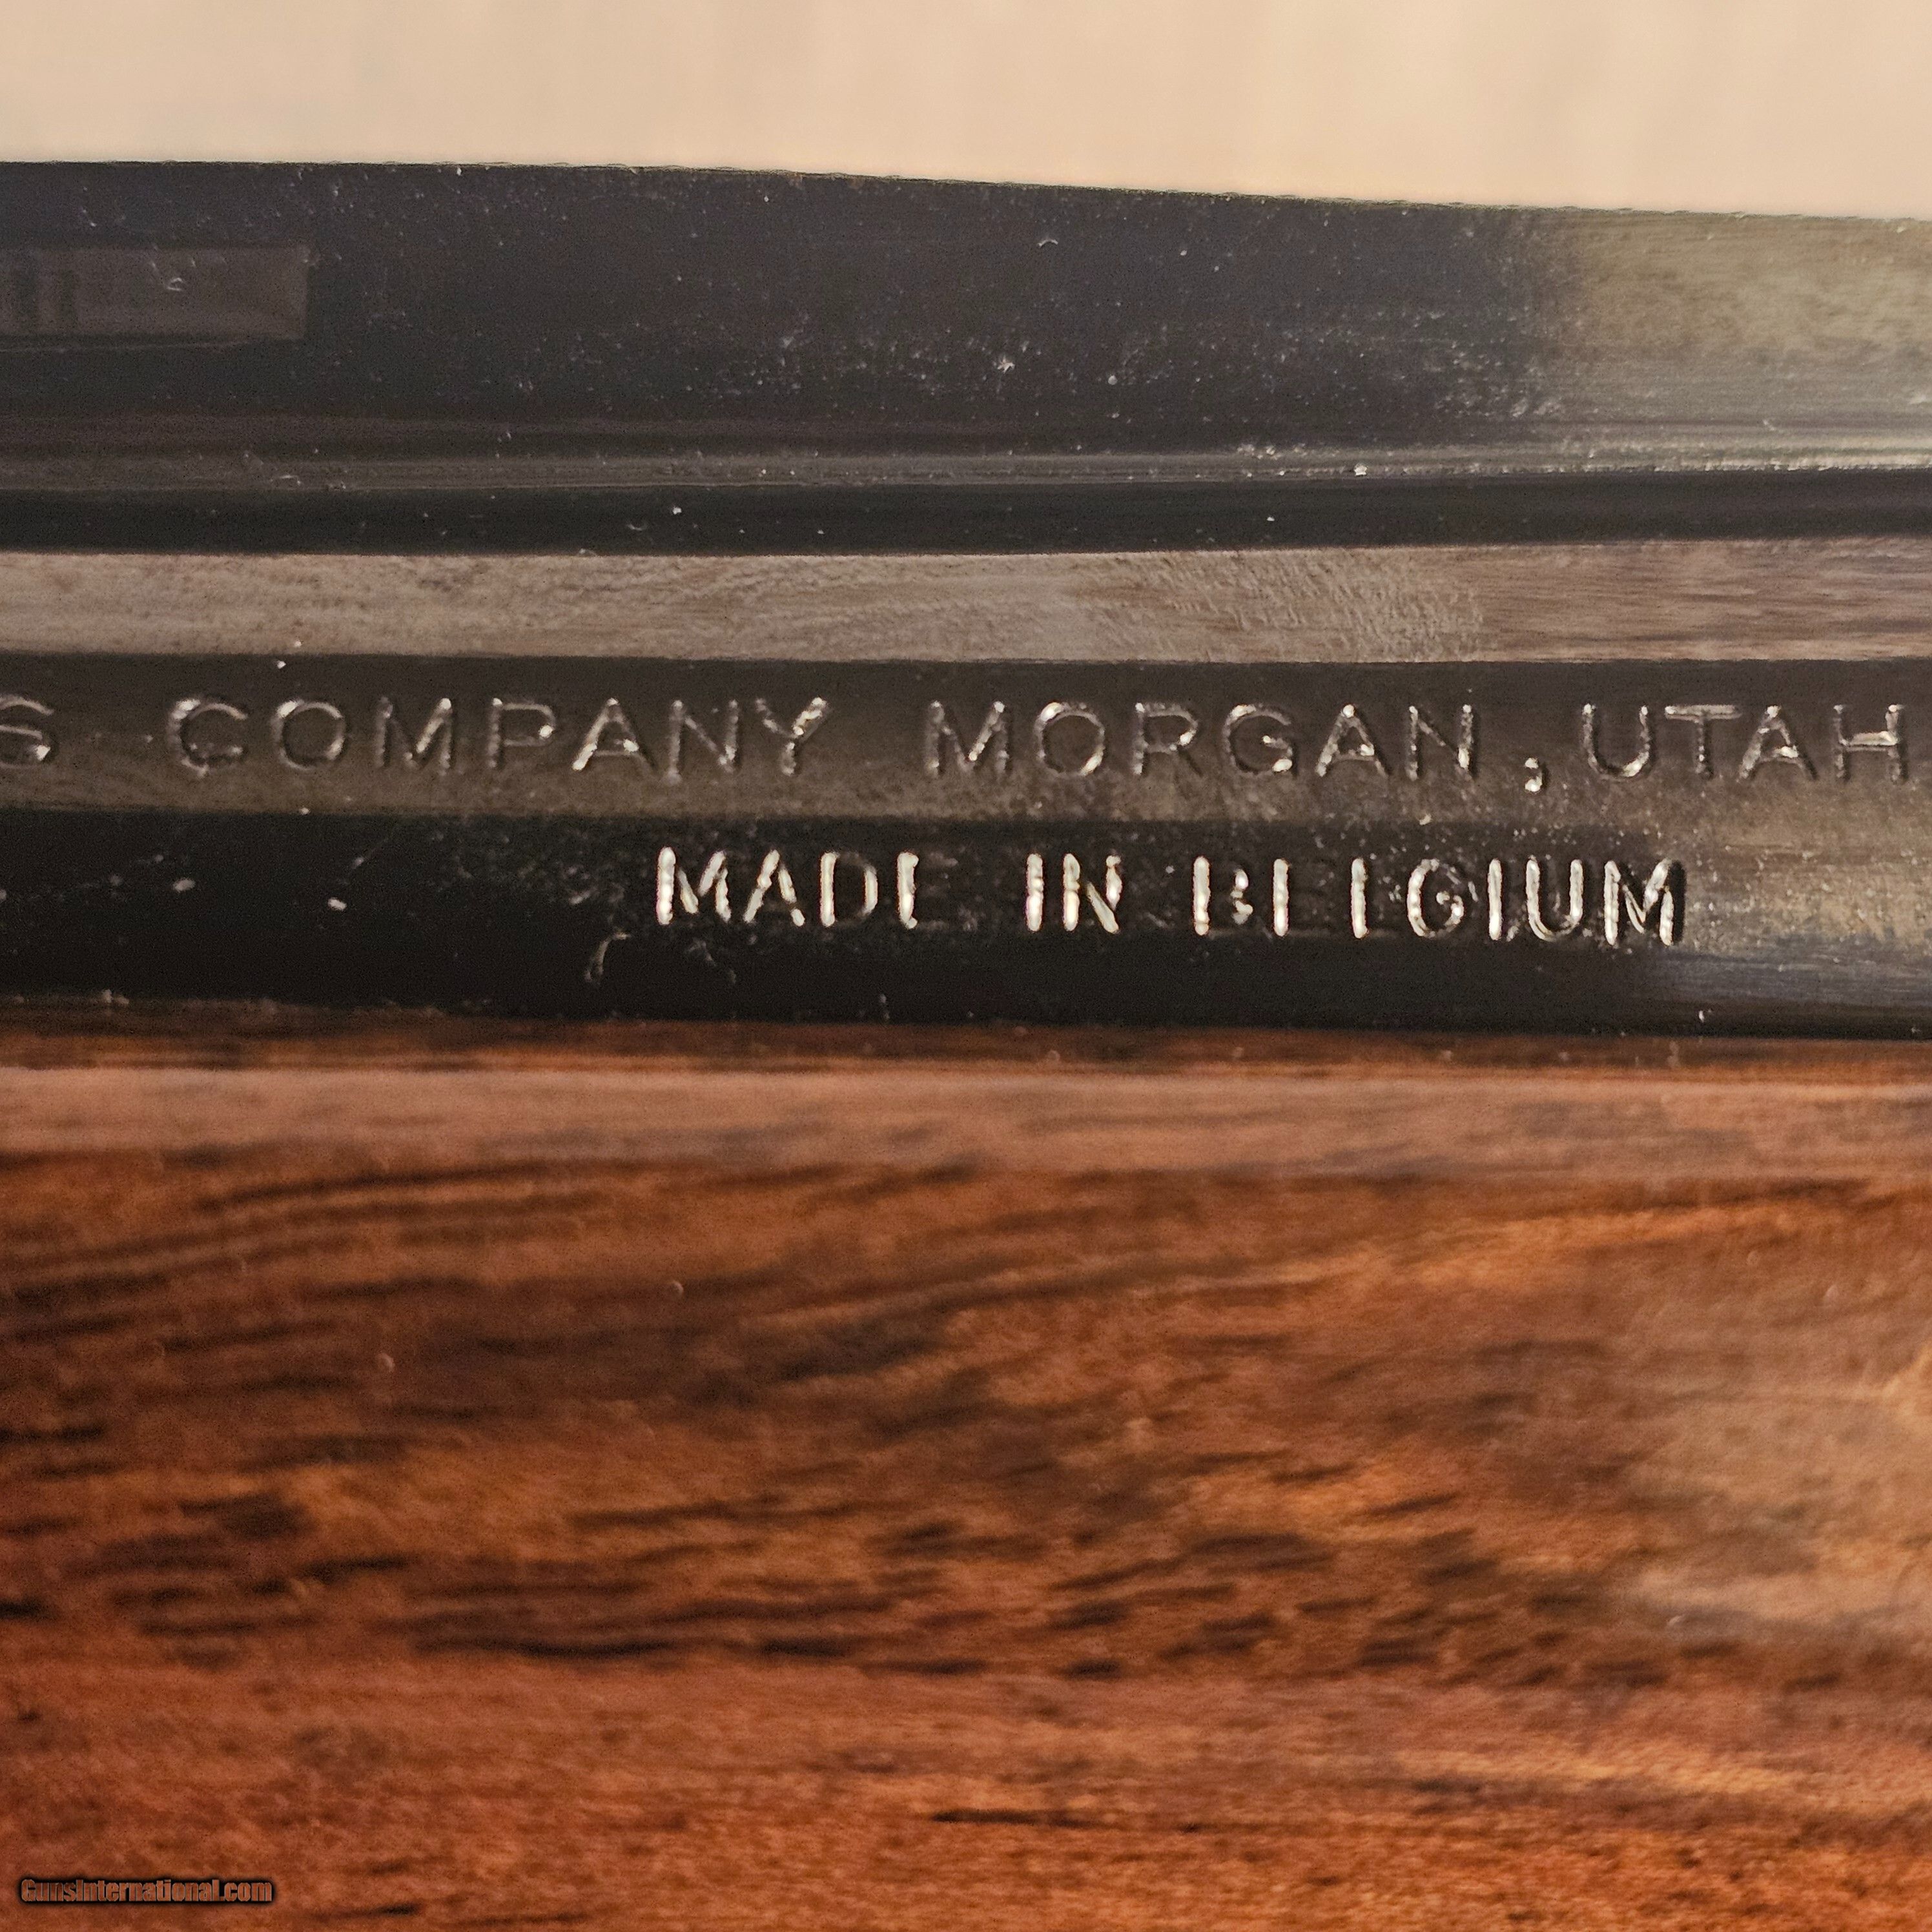 S COMPANY MORGAN, UTAH
MADE IN BELGIUM
GunsInternational.com